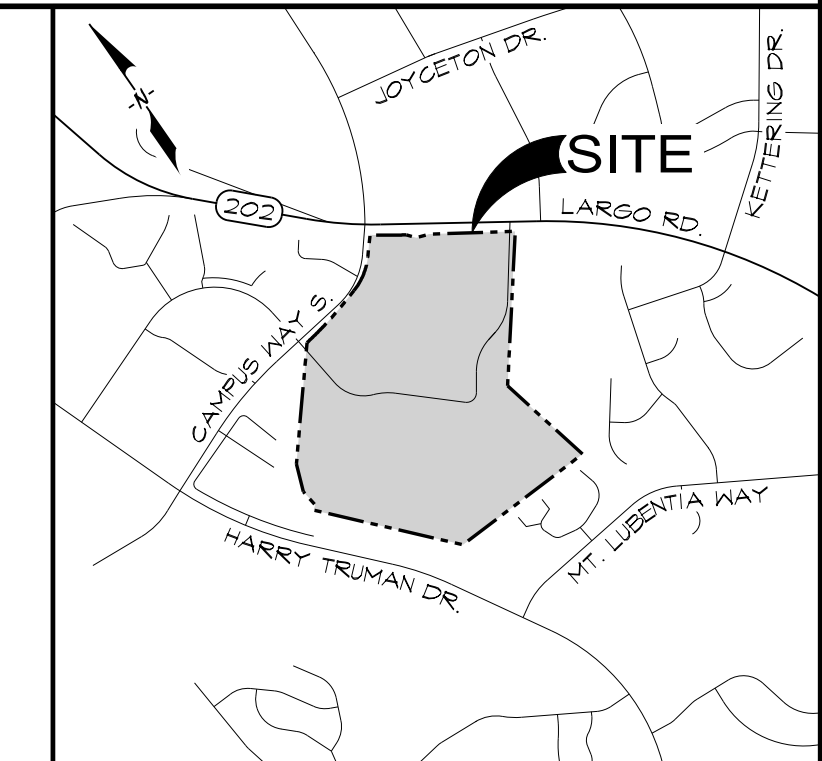 JOYCETON DR.
KETTERING DR.
-N-
SITE
202
LARGO RD.
CAMPUS WAY S.
MT. LUBENTIA WAY
HARRY TRUMAN DR.